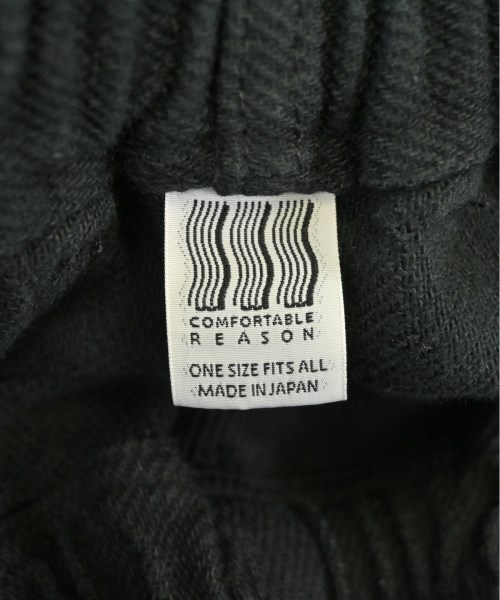 COMFORTABLE
REASON
ONE SIZE FITS ALL
MADE IN JAPAN